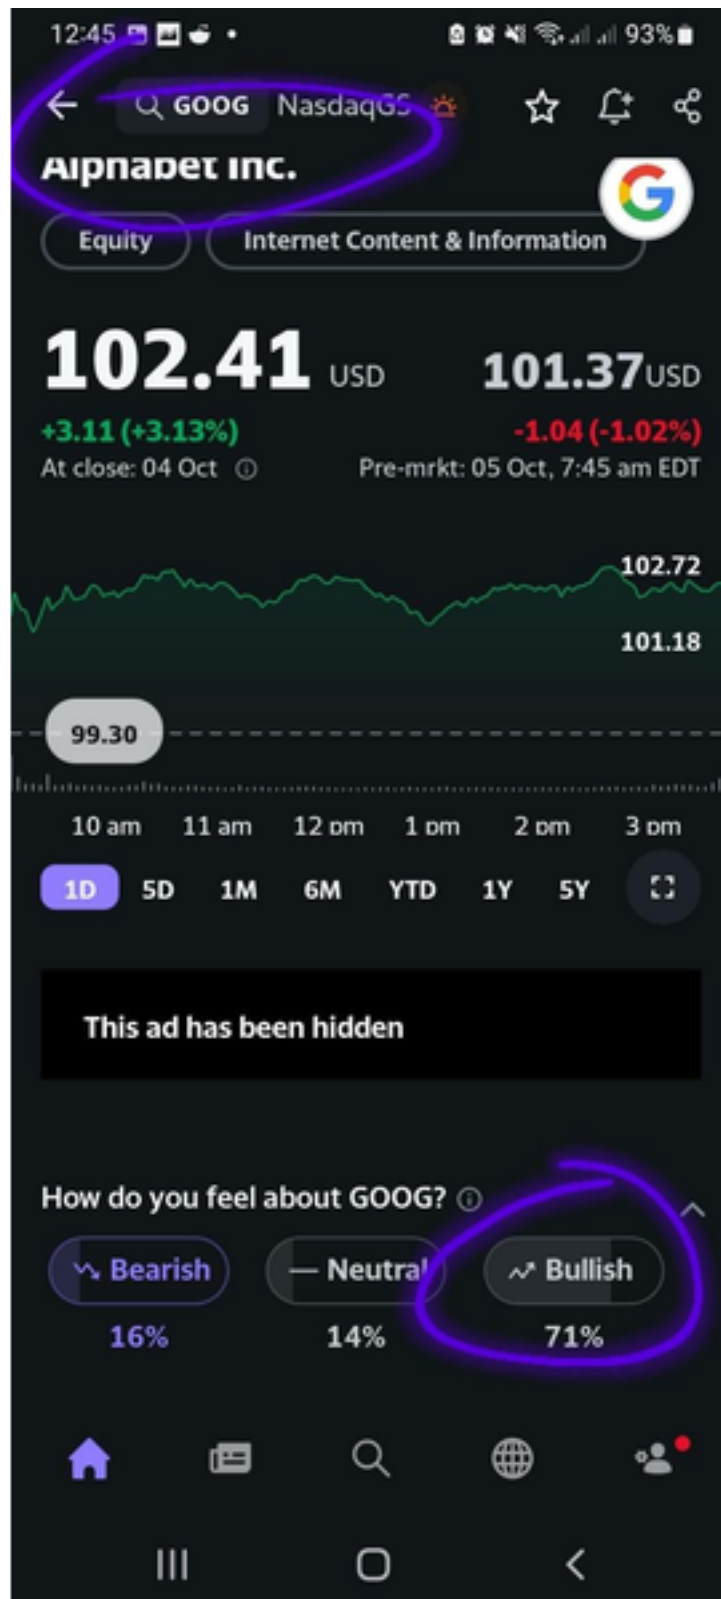 12:45 93%
GOOG NasdaqGS
Alphabet Inc.
Equity Internet Content & Information
102.41 USD 101.37 USD
+3.11 (+3.13%) -1.04 (-1.02%)
At close: 04 Oct Pre-mrkt: 05 Oct, 7:45 am EDT
102.72
101.18
99.30
10 am 11 am 12 pm 1 pm 2 pm 3 pm
1D 5D 1M 6M YTD 1Y 5Y
This ad has been hidden
How do you feel about GOOG?
Bearish Neutral Bullish
16% 14% 71%